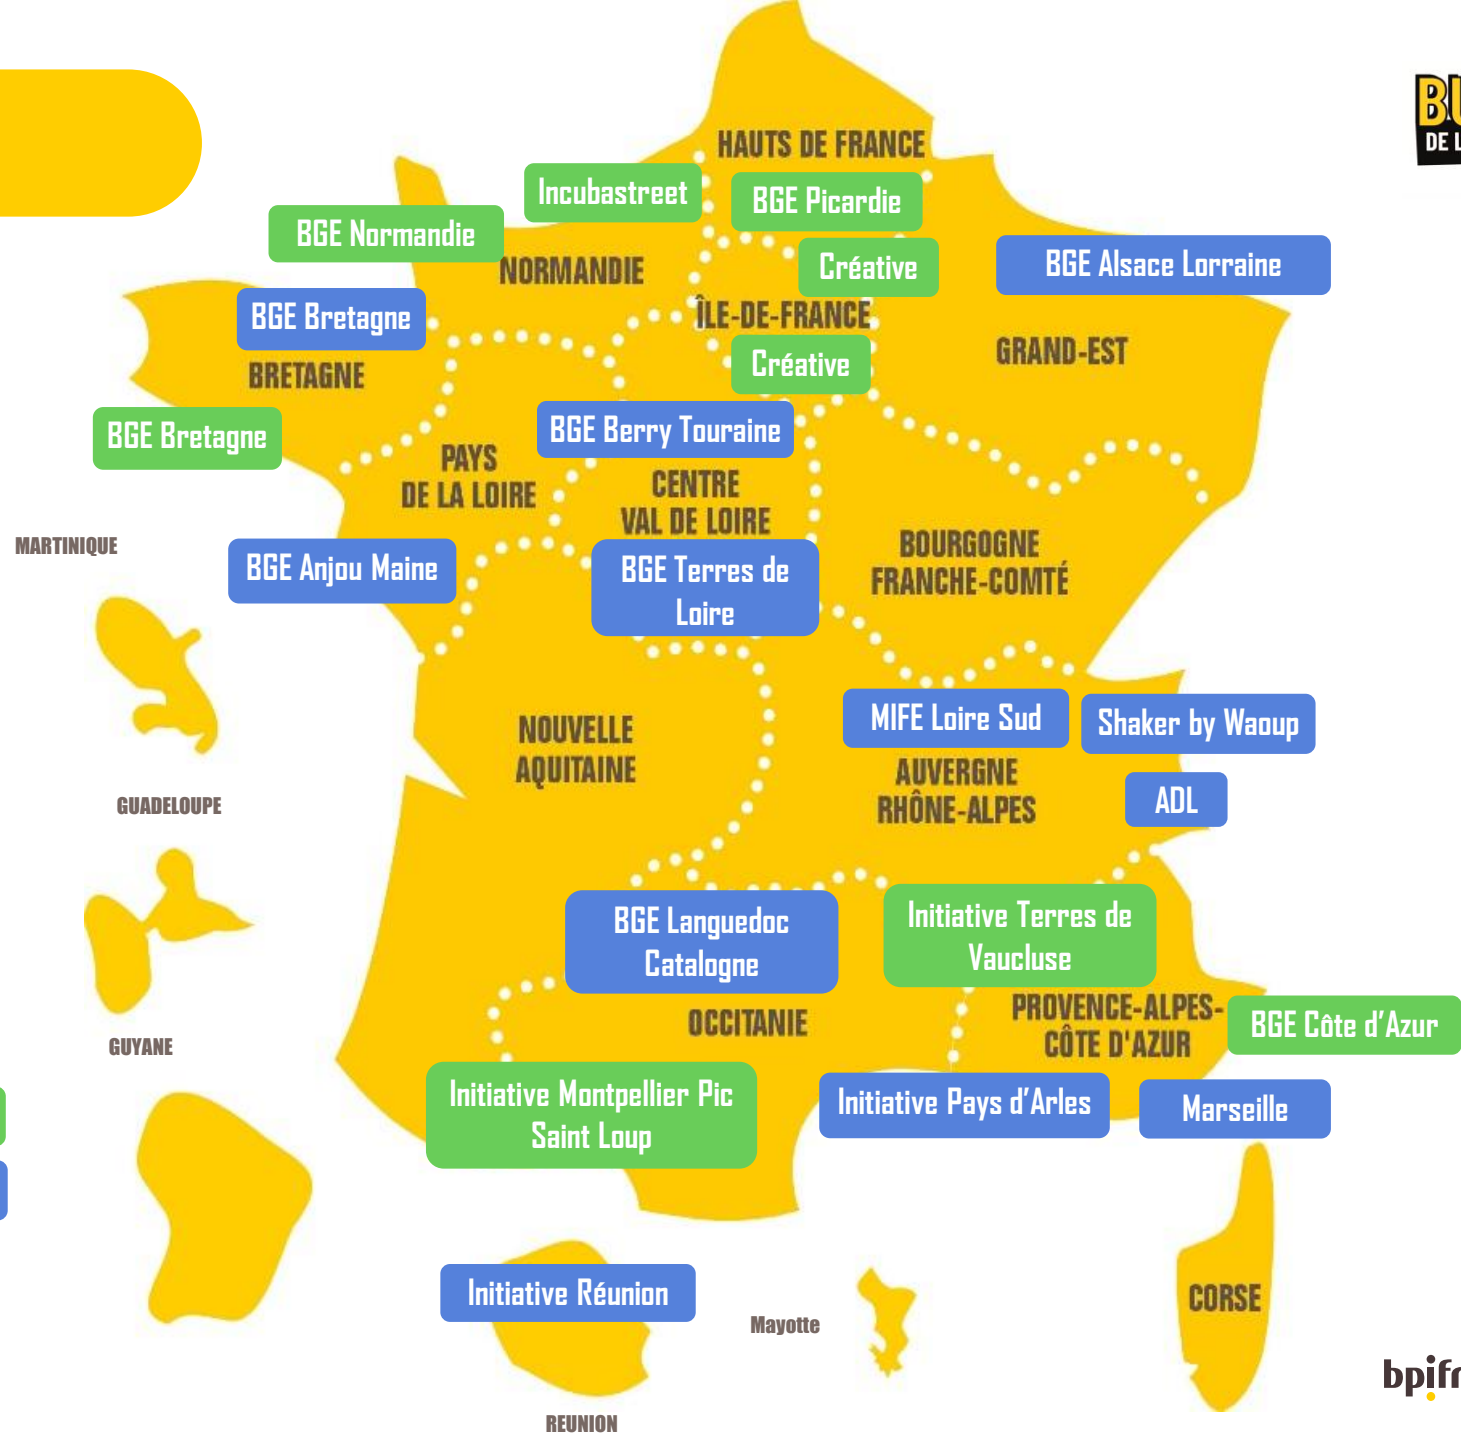 HAUTS DE FRANCE
DE L
Incubastreet
BGE Picardie
BGE Normandie
NORMANDIE
Créative
BGE Alsace Lorraine
BGE Bretagne
ÎLE-DE-FRANCE
GRAND-EST
Créative
BRETAGNE
BGE Bretagne
BGE Berry Touraine
PAYS
DE LA LOIRE
CENTRE
VAL DE LOIRE
MARTINIQUE
BGE Anjou Maine
BGE Terres de
Loire
BOURGOGNE
FRANCHE-COMTÉ
NOUVELLE
AQUITAINE
MIFE Loire Sud
Shaker by Waoup
AUVERGNE
RHÔNE-ALPES
ADL
GUADELOUPE
BGE Languedoc
Catalogne
Initiative Terres de
Vaucluse
OCCITANIE
PROVENCE-ALPES-
CÔTE D'AZUR
BGE Côte d'Azur
GUYANE
Initiative Montpellier Pic
Saint Loup
Initiative Pays d'Arles
Marseille
Initiative Réunion
Mayotte
CORSE
REUNION